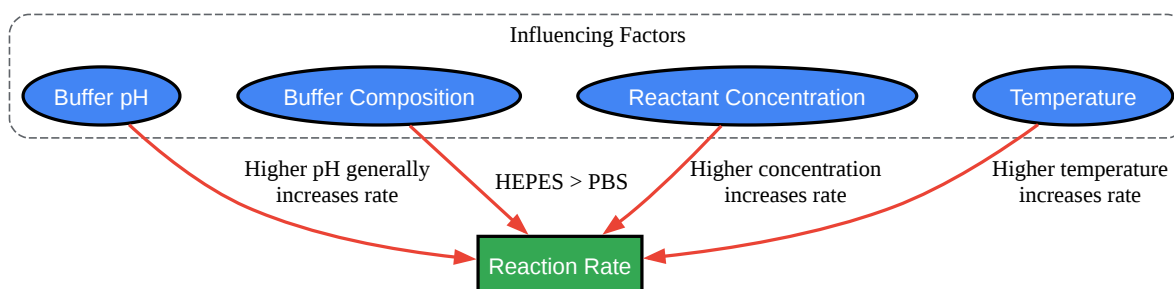 Influencing Factors
Buffer pH
Buffer Composition
Reactant Concentration
Temperature
Higher pH generally
increases rate
HEPES > PBS
Higher concentration
increases rate
Higher temperature
increases rate
Reaction Rate